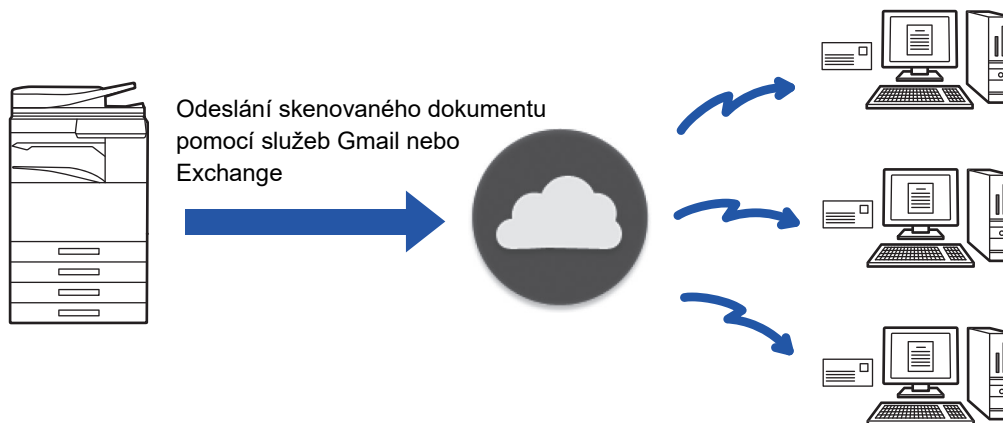 Odeslání skenovaného dokumentu
pomocí služeb Gmail nebo
Exchange